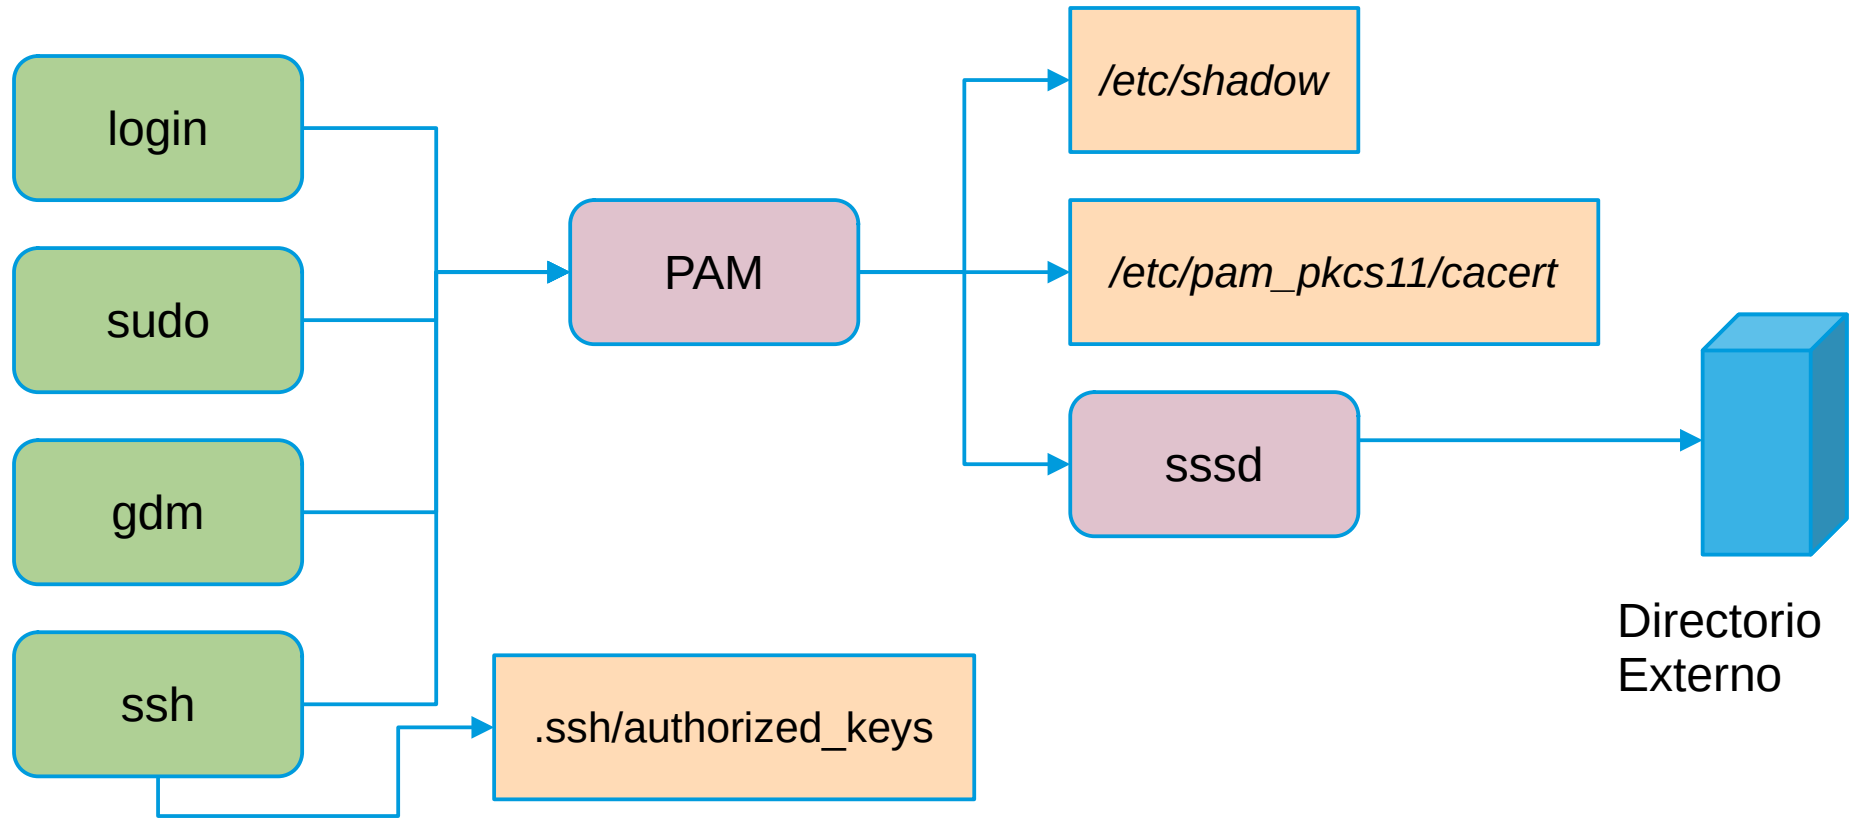 login
sudo
gdm
ssh
PAM
/etc/shadow
/etc/pam_pkcs11/cacert
sssd
.ssh/authorized_keys
Directorio
Externo